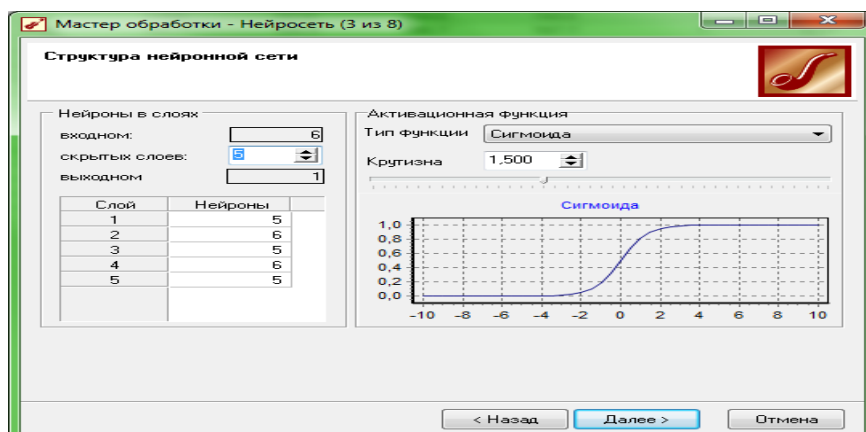 Мастер обработки - Нейросеть (3 из 8)
Структура нейронной сети
Нейроны в слоях
входном: 6
скрытых слоев: 5
выходном 1
Слой Нейроны
1 5
2 6
3 5
4 6
5 5
Активационная функция
Тип функции Сигмоида
Крутизна 1,500
Сигмоида
1,0
0,8
0,6
0,4
0,2
0,0
-10 -8 -6 -4 -2 0 2 4 6 8 10
< Назад Далее > Отмена